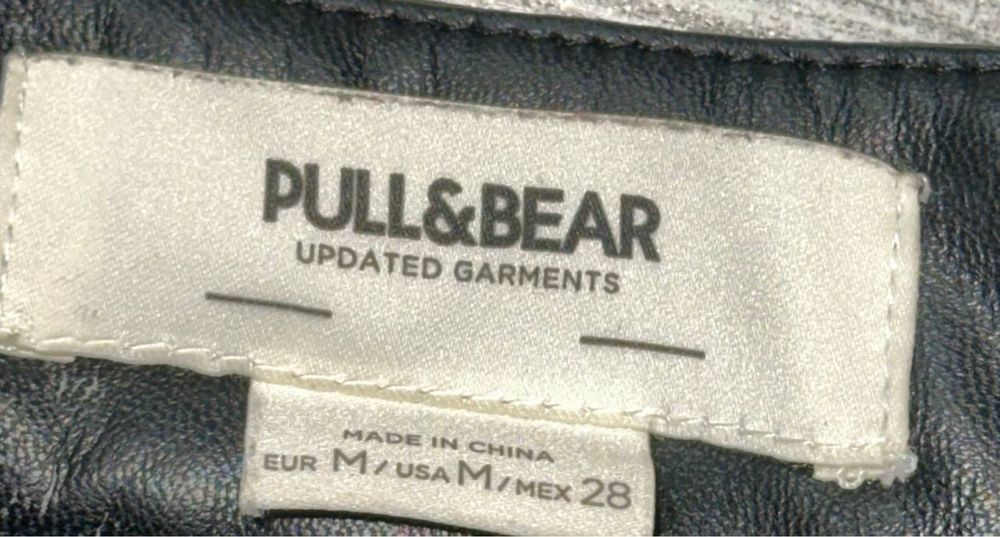 PULL&BEAR
UPDATED GARMENTS
MADE IN CHINA
EUR M/USA M/MEX 28